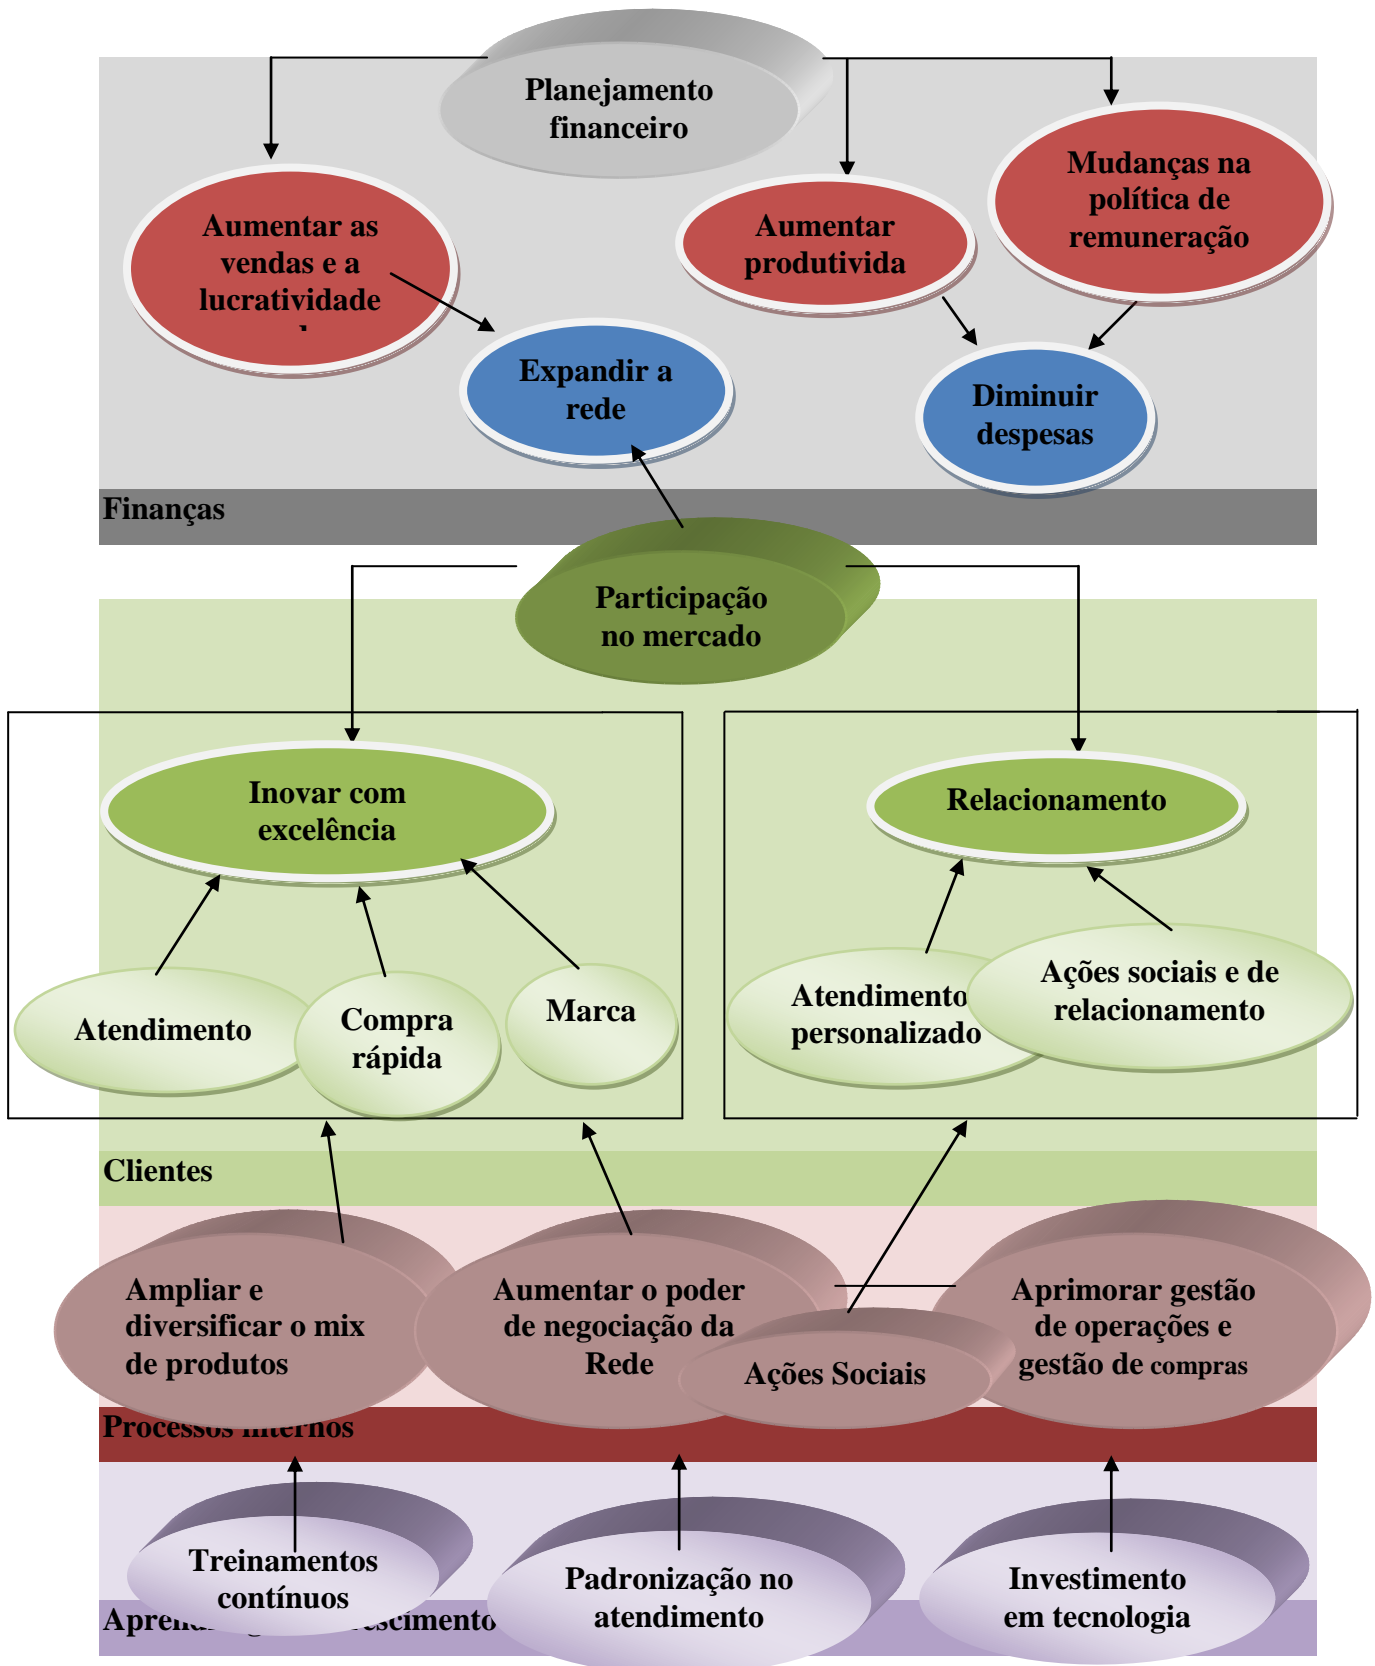 Planejamento
financeiro
Aumentar as
vendas e a
lucratividade
Aumentar
produtivida
Mudanças na
política de
remuneração
Expandir a
rede
Diminuir
despesas
Finanças
Participação
no mercado
Inovar com
excelência
Relacionamento
Atendimento
Compra
rápida
Marca
Atendimento
personalizado
Ações sociais e de
relacionamento
Clientes
Ampliar e
diversificar o mix
de produtos
Aumentar o poder
de negociação da
Rede
Ações Sociais
Aprimorar gestão
de operações e
gestão de compras
Processos internos
Treinamentos
contínuos
Padronização no
atendimento
Investimento
em tecnologia